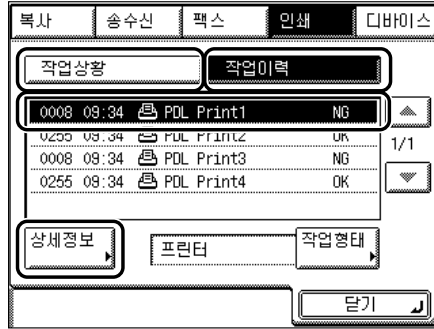 복사 송수신 팩스 인쇄 디바이스
작업상황 작업이력
0008 09:34 PDL Print1 NG
0255 09:34 PDL Print2 OK
0008 09:34 PDL Print3 NG
0255 09:34 PDL Print4 OK
1/1
상세정보 프린터 작업형태
닫기